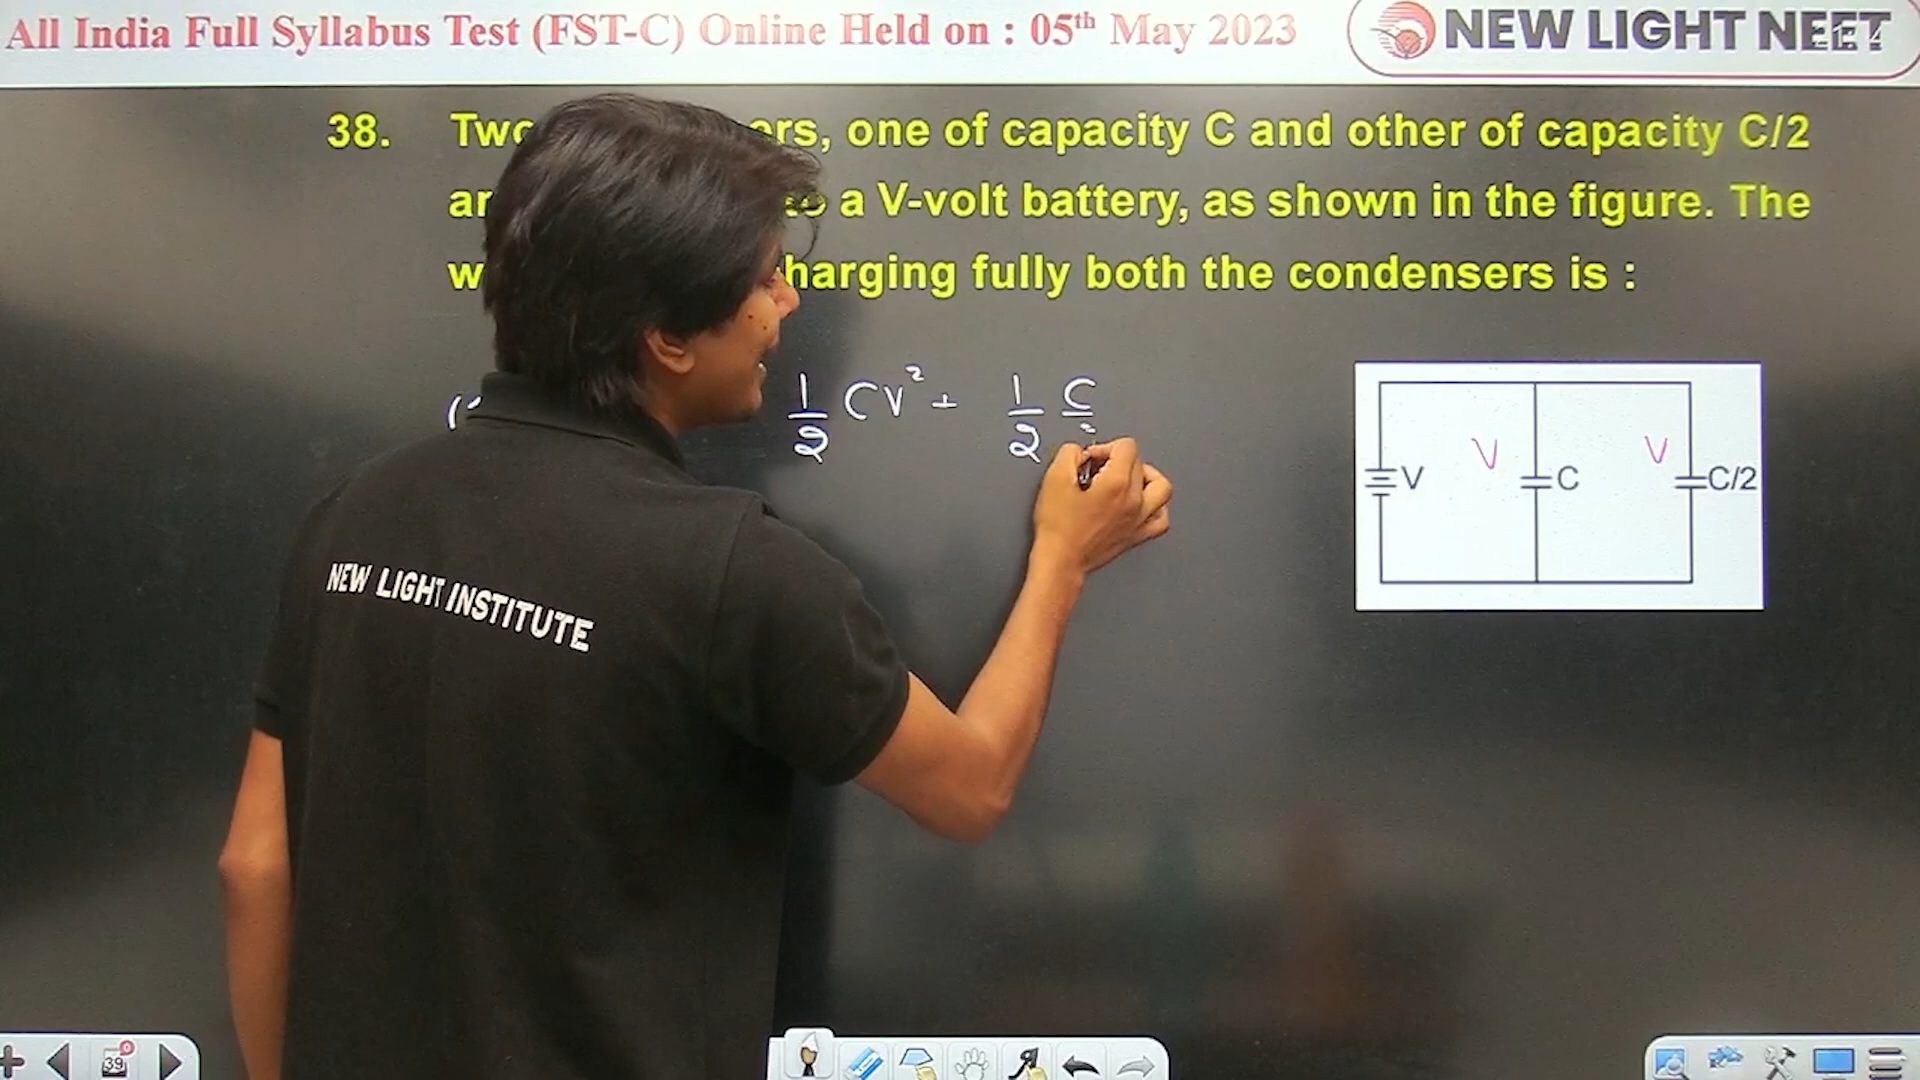 All India Full Syllabus Test (FST-C) Online Held on : 05th May 2023
NEW LIGHT NEET
38. ers, one of capacity C and other of capacity C/2
a V-volt battery, as shown in the figure. The
harging fully both the condensers is :
1/2 CV² + 1/2 C
V V
V C C/2
NEW LIGHT INSTITUTE
39